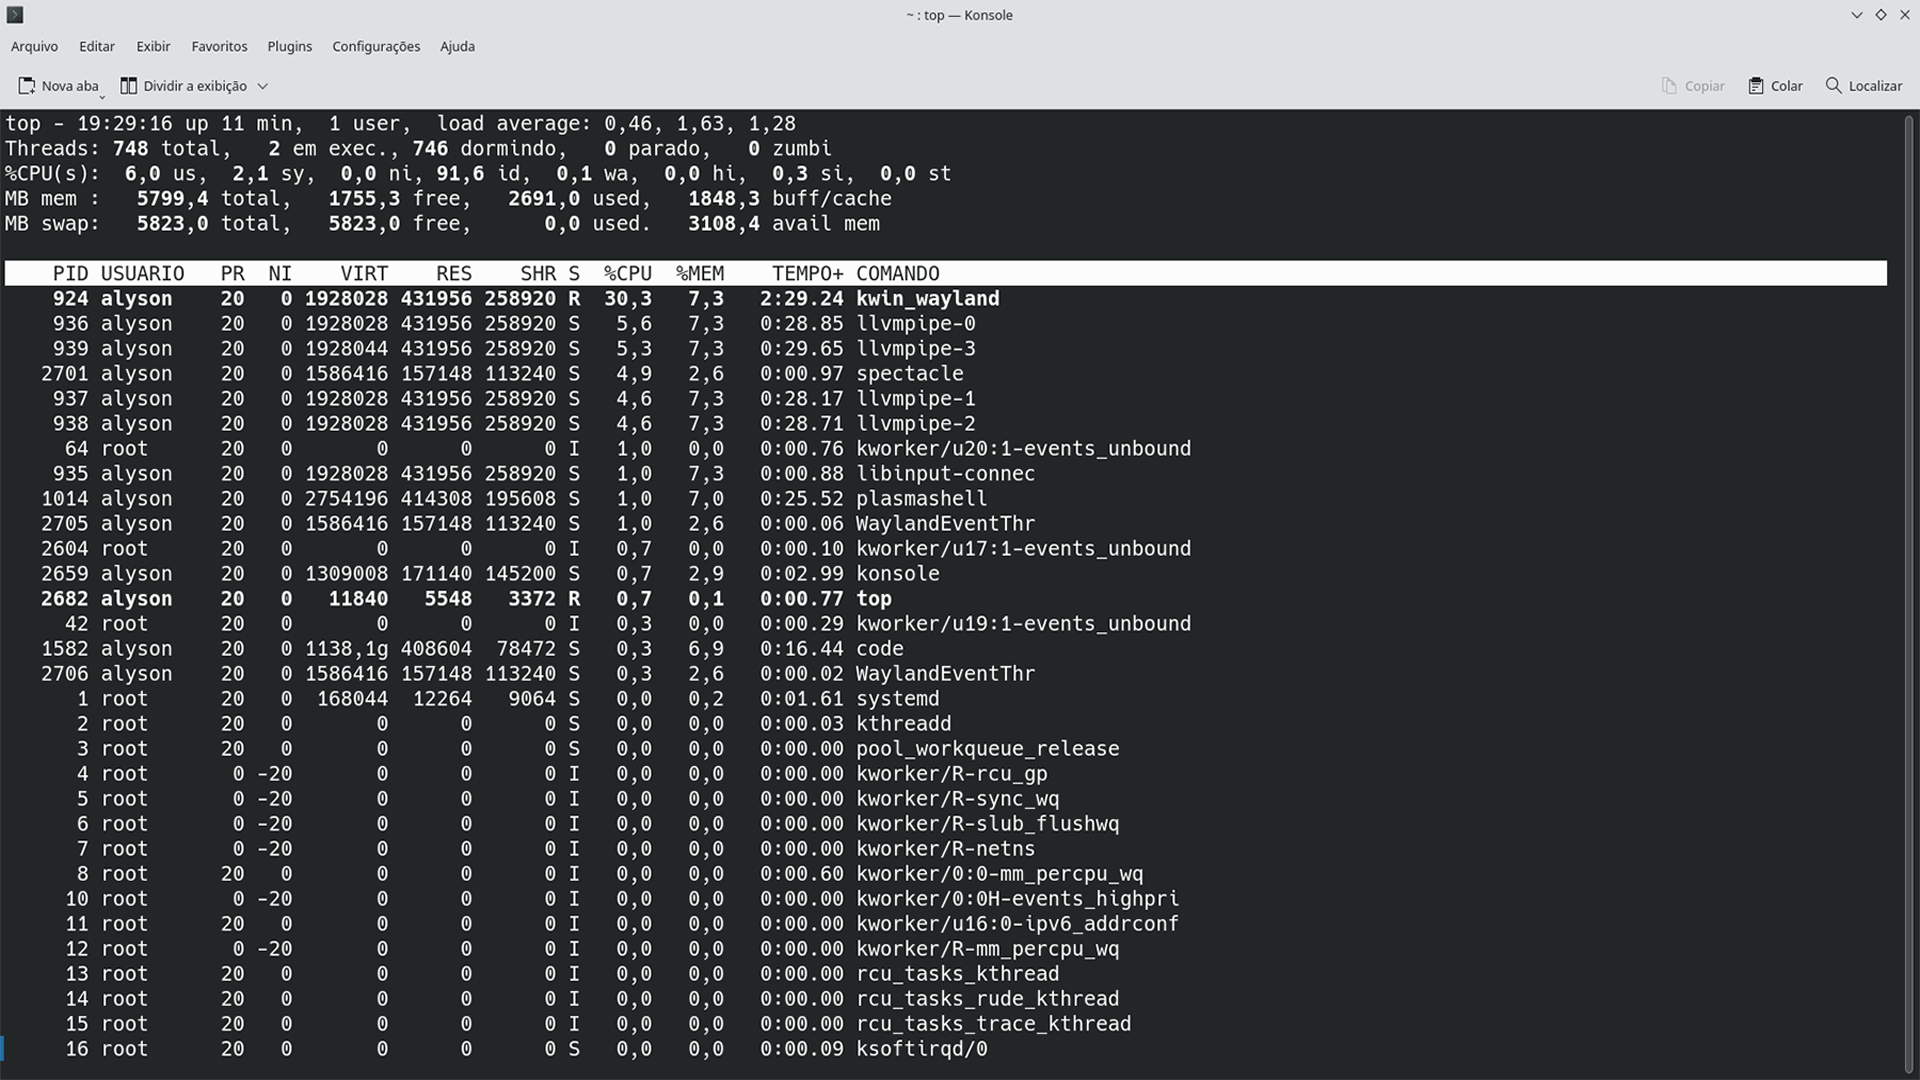 ~ : top — Konsole
Arquivo Editar Exibir Favoritos Plugins Configurações Ajuda
Nova aba Dividir a exibição Copiar Colar Localizar
top - 19:29:16 up 11 min,  1 user,  load average: 0,46, 1,63, 1,28
Threads: 748 total,   2 em exec., 746 dormindo,   0 parado,   0 zumbi
%CPU(s):  6,0 us,  2,1 sy,  0,0 ni, 91,6 id,  0,1 wa,  0,0 hi,  0,3 si,  0,0 st
MB mem :   5799,4 total,   1755,3 free,   2691,0 used,   1848,3 buff/cache
MB swap:   5823,0 total,   5823,0 free,      0,0 used.   3108,4 avail mem
PID USUARIO PR NI VIRT RES SHR S %CPU %MEM TEMPO+ COMANDO
924 alyson 20 0 1928028 431956 258920 R 30,3 7,3 2:29.24 kwin_wayland
936 alyson 20 0 1928028 431956 258920 S 5,6 7,3 0:28.85 llvmpipe-0
939 alyson 20 0 1928044 431956 258920 S 5,3 7,3 0:29.65 llvmpipe-3
2701 alyson 20 0 1586416 157148 113240 S 4,9 2,6 0:00.97 spectacle
937 alyson 20 0 1928028 431956 258920 S 4,6 7,3 0:28.17 llvmpipe-1
938 alyson 20 0 1928028 431956 258920 S 4,6 7,3 0:28.71 llvmpipe-2
64 root 20 0 0 0 0 I 1,0 0,0 0:00.76 kworker/u20:1-events_unbound
935 alyson 20 0 1928028 431956 258920 S 1,0 7,3 0:00.88 libinput-connec
1014 alyson 20 0 2754196 414308 195608 S 1,0 7,0 0:25.52 plasmashell
2705 alyson 20 0 1586416 157148 113240 S 1,0 2,6 0:00.06 WaylandEventThr
2604 root 20 0 0 0 0 I 0,7 0,0 0:00.10 kworker/u17:1-events_unbound
2659 alyson 20 0 1309008 171140 145200 S 0,7 2,9 0:02.99 konsole
2682 alyson 20 0 11840 5548 3372 R 0,7 0,1 0:00.77 top
42 root 20 0 0 0 0 I 0,3 0,0 0:00.29 kworker/u19:1-events_unbound
1582 alyson 20 0 1138,1g 408604 78472 S 0,3 6,9 0:16.44 code
2706 alyson 20 0 1586416 157148 113240 S 0,3 2,6 0:00.02 WaylandEventThr
1 root 20 0 168044 12264 9064 S 0,0 0,2 0:01.61 systemd
2 root 20 0 0 0 0 S 0,0 0,0 0:00.03 kthreadd
3 root 20 0 0 0 0 S 0,0 0,0 0:00.00 pool_workqueue_release
4 root 0 -20 0 0 0 I 0,0 0,0 0:00.00 kworker/R-rcu_gp
5 root 0 -20 0 0 0 I 0,0 0,0 0:00.00 kworker/R-sync_wq
6 root 0 -20 0 0 0 I 0,0 0,0 0:00.00 kworker/R-slub_flushwq
7 root 0 -20 0 0 0 I 0,0 0,0 0:00.00 kworker/R-netns
8 root 20 0 0 0 0 I 0,0 0,0 0:00.60 kworker/0:0-mm_percpu_wq
10 root 0 -20 0 0 0 I 0,0 0,0 0:00.00 kworker/0:0H-events_highpri
11 root 20 0 0 0 0 I 0,0 0,0 0:00.00 kworker/u16:0-ipv6_addrconf
12 root 0 -20 0 0 0 I 0,0 0,0 0:00.00 kworker/R-mm_percpu_wq
13 root 20 0 0 0 0 I 0,0 0,0 0:00.00 rcu_tasks_kthread
14 root 20 0 0 0 0 I 0,0 0,0 0:00.00 rcu_tasks_rude_kthread
15 root 20 0 0 0 0 I 0,0 0,0 0:00.00 rcu_tasks_trace_kthread
16 root 20 0 0 0 0 S 0,0 0,0 0:00.09 ksoftirqd/0